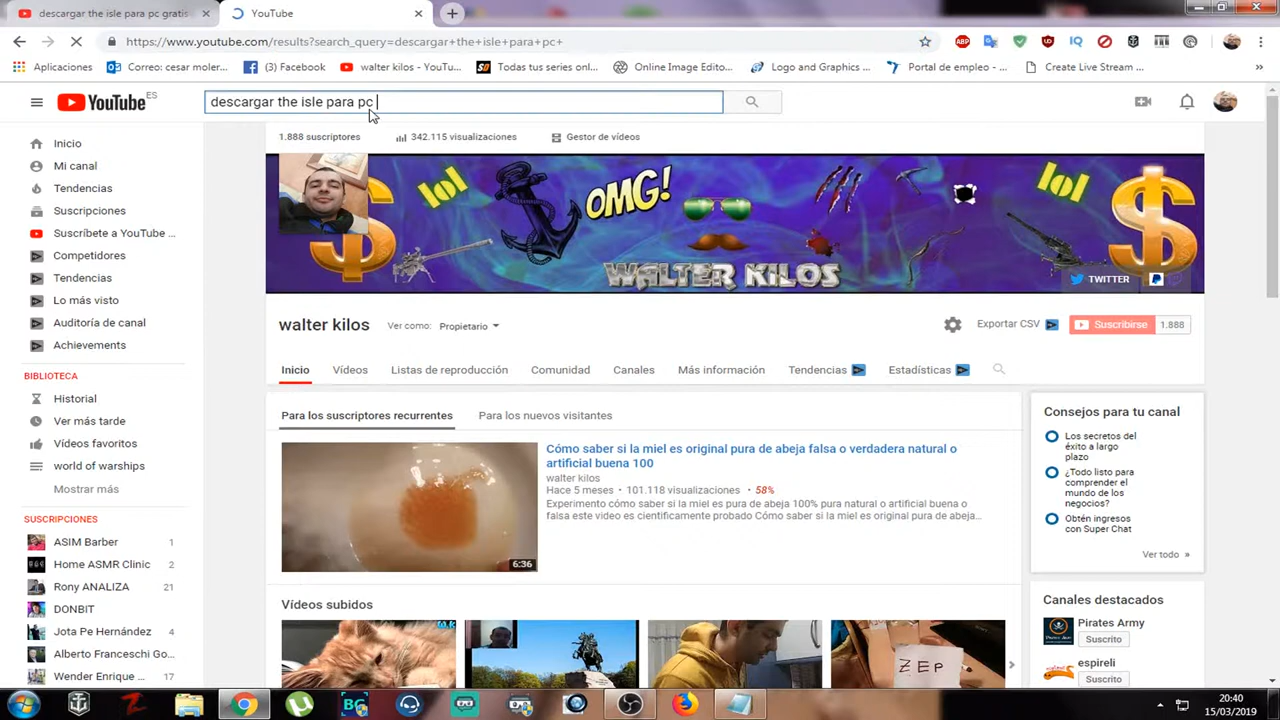 descargar the isle para pc gratis
YouTube
https://www.youtube.com/results?search_query=descargar+the+isle+para+pc+
Aplicaciones
Correo: cesar moler...
(3) Facebook
walter kilos - YouTu...
Todas tus series onl...
Online Image Edito...
Logo and Graphics ...
Portal de empleo - ...
Create Live Stream ...
»
YouTube ES
descargar the isle para pc
1.888 suscriptores
342.115 visualizaciones
Gestor de vídeos
Inicio
Mi canal
Tendencias
Suscripciones
Suscríbete a YouTube ...
Competidores
Tendencias
Lo más visto
Auditoría de canal
Achievements
BIBLIOTECA
Historial
Ver más tarde
Vídeos favoritos
world of warships
Mostrar más
SUSCRIPCIONES
ASIM Barber 1
Home ASMR Clinic 2
Rony ANALIZA 21
DONBIT
Jota Pe Hernández 4
Alberto Franceschi Go...
Wender Enrique ...
lol
OMG!
lol
WALTER KILOS
TWITTER
walter kilos
Ver como: Propietario
Exportar CSV
Suscribirse 1.888
Inicio
Vídeos
Listas de reproducción
Comunidad
Canales
Más información
Tendencias
Estadísticas
Para los suscriptores recurrentes
Para los nuevos visitantes
6:36
Cómo saber si la miel es original pura de abeja falsa o verdadera natural o
artificial buena 100
walter kilos
Hace 5 meses • 101.118 visualizaciones • 58%
Experimento cómo saber si la miel es pura de abeja 100% pura natural o artificial buena o
falsa este video es cientificamente probado Cómo saber si la miel es original pura de abeja...
Vídeos subidos
ZEP
Consejos para tu canal
Los secretos del
éxito a largo
plazo
¿Todo listo para
comprender el
mundo de los
negocios?
Obtén ingresos
con Super Chat
Ver todo »
Canales destacados
Pirates Army
Suscrito
espireli
Suscrito
20:40
15/03/2019